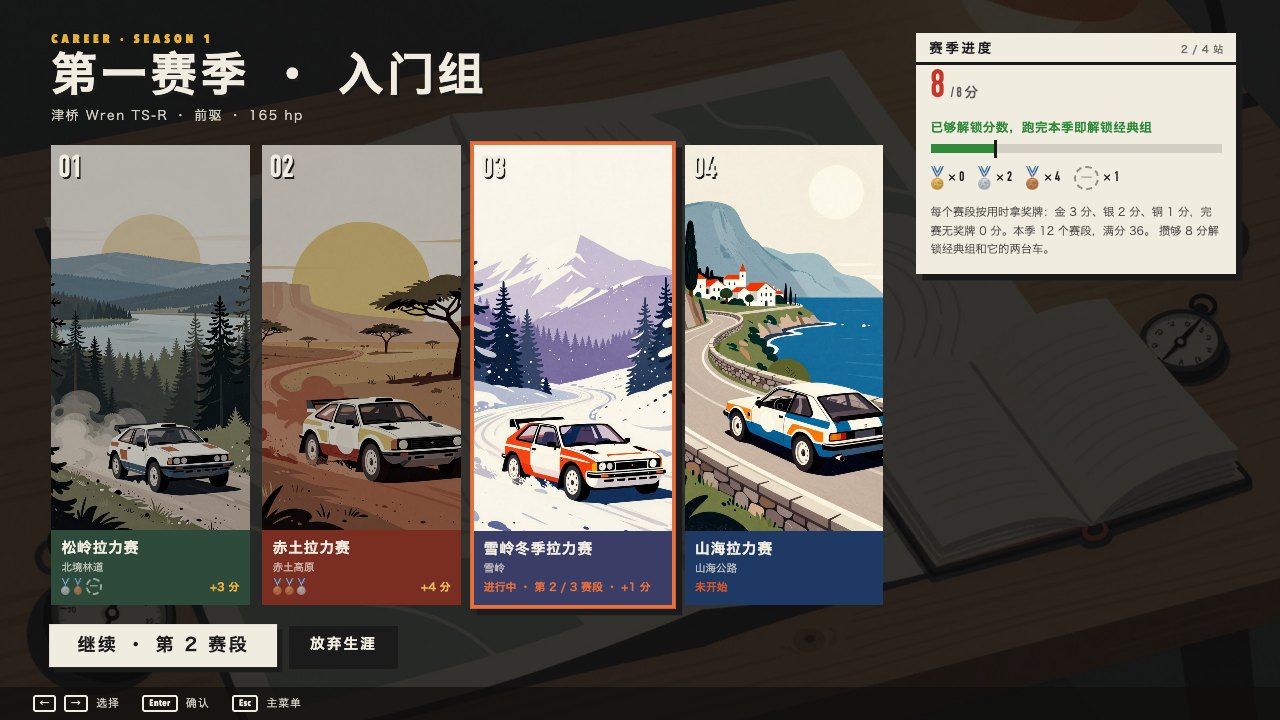 CAREER · SEASON 1
第一赛季 · 入门组
津桥 Wren TS-R · 前驱 · 165 hp
赛季进度
2 / 4 站
8 / 8 分
已够解锁分数，跑完本季即解锁经典组
× 0 × 2 × 4 × 1
每个赛段按用时拿奖牌：金 3 分、银 2 分、铜 1 分，完
赛无奖牌 0 分。本季 12 个赛段，满分 36。 攒够 8 分解
锁经典组和它的两台车。
01
松岭拉力赛
北境林道
+3 分
02
赤土拉力赛
赤土高原
+4 分
03
雪岭冬季拉力赛
雪岭
进行中 · 第 2 / 3 赛段 · +1 分
04
山海拉力赛
山海公路
未开始
继续 · 第 2 赛段
放弃生涯
← → 选择 Enter 确认 Esc 主菜单